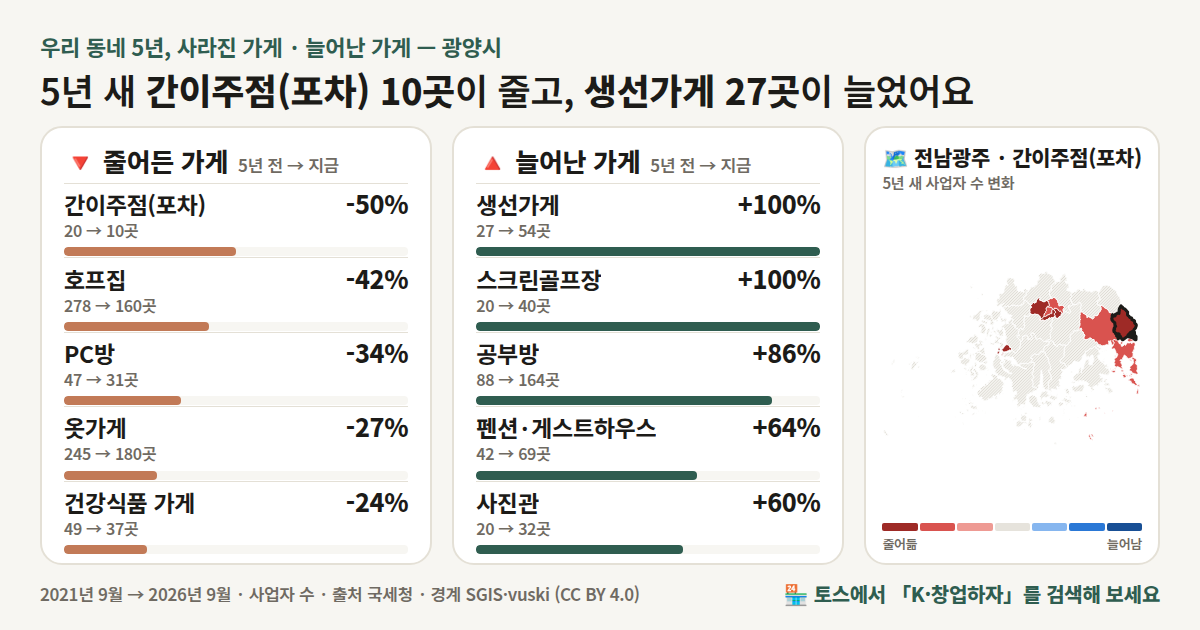 우리 동네 5년, 사라진 가게 · 늘어난 가게 — 광양시
5년 새 간이주점(포차) 10곳이 줄고, 생선가게 27곳이 늘었어요
줄어든 가게 5년 전 → 지금
간이주점(포차) -50%
20 → 10곳
호프집 -42%
278 → 160곳
PC방 -34%
47 → 31곳
옷가게 -27%
245 → 180곳
건강식품 가게 -24%
49 → 37곳
늘어난 가게 5년 전 → 지금
생선가게 +100%
27 → 54곳
스크린골프장 +100%
20 → 40곳
공부방 +86%
88 → 164곳
펜션·게스트하우스 +64%
42 → 69곳
사진관 +60%
20 → 32곳
전남광주 · 간이주점(포차)
5년 새 사업자 수 변화
줄어듦 늘어남
2021년 9월 → 2026년 9월 · 사업자 수 · 출처 국세청 · 경계 SGIS·vuski (CC BY 4.0)
토스에서 「K·창업하자」를 검색해 보세요